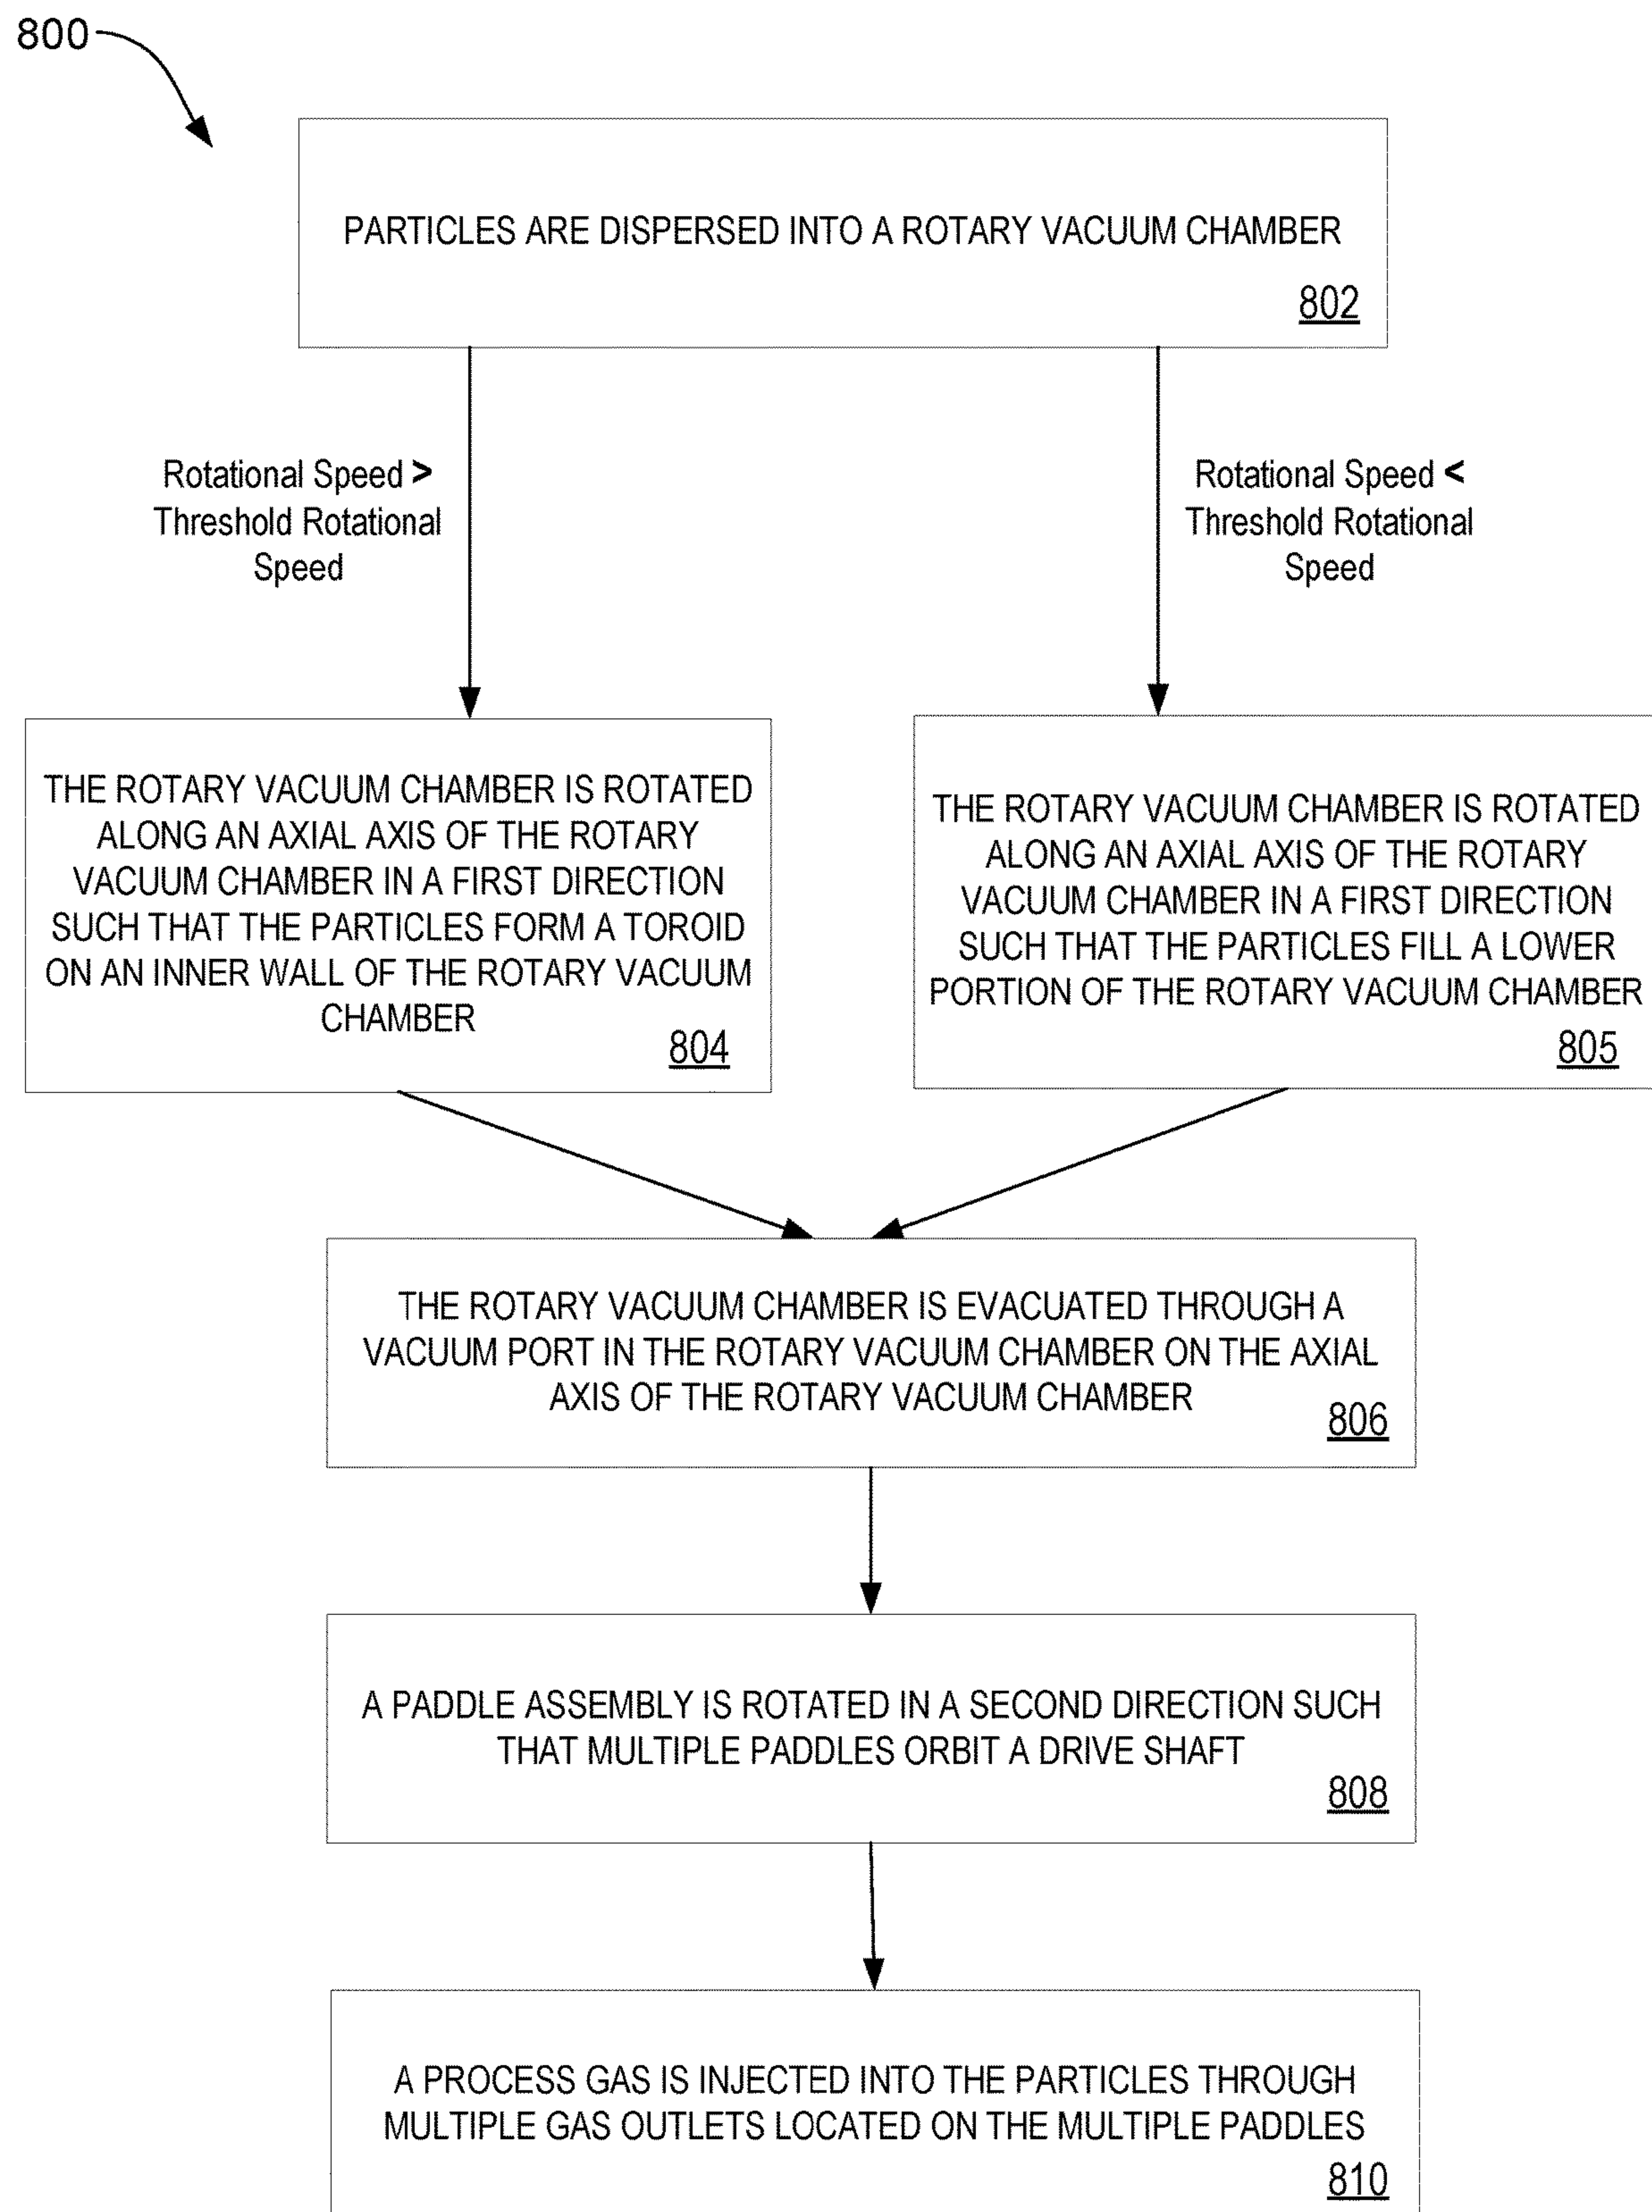 800
PARTICLES ARE DISPERSED INTO A ROTARY VACUUM CHAMBER
802
Rotational Speed >
Threshold Rotational
Speed
Rotational Speed <
Threshold Rotational
Speed
THE ROTARY VACUUM CHAMBER IS ROTATED
ALONG AN AXIAL AXIS OF THE ROTARY
VACUUM CHAMBER IN A FIRST DIRECTION
SUCH THAT THE PARTICLES FORM A TOROID
ON AN INNER WALL OF THE ROTARY VACUUM
CHAMBER
804
THE ROTARY VACUUM CHAMBER IS ROTATED
ALONG AN AXIAL AXIS OF THE ROTARY
VACUUM CHAMBER IN A FIRST DIRECTION
SUCH THAT THE PARTICLES FILL A LOWER
PORTION OF THE ROTARY VACUUM CHAMBER
805
THE ROTARY VACUUM CHAMBER IS EVACUATED THROUGH A
VACUUM PORT IN THE ROTARY VACUUM CHAMBER ON THE AXIAL
AXIS OF THE ROTARY VACUUM CHAMBER
806
A PADDLE ASSEMBLY IS ROTATED IN A SECOND DIRECTION SUCH
THAT MULTIPLE PADDLES ORBIT A DRIVE SHAFT
808
A PROCESS GAS IS INJECTED INTO THE PARTICLES THROUGH
MULTIPLE GAS OUTLETS LOCATED ON THE MULTIPLE PADDLES
810